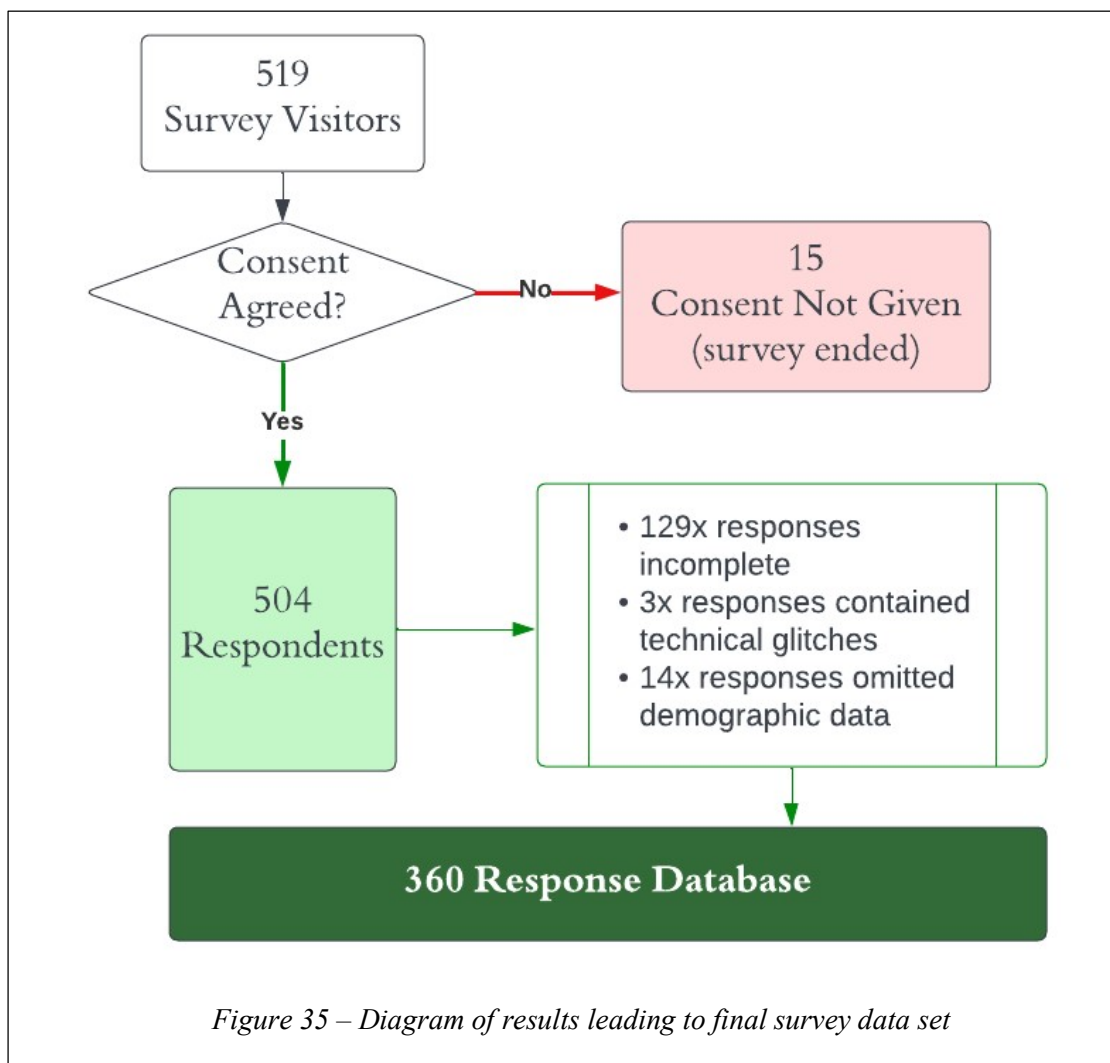 519
Survey Visitors
Consent
Agreed?
No
15
Consent Not Given
(survey ended)
Yes
504
Respondents
• 129x responses
incomplete
• 3x responses contained
technical glitches
• 14x responses omitted
demographic data
360 Response Database
Figure 35 – Diagram of results leading to final survey data set